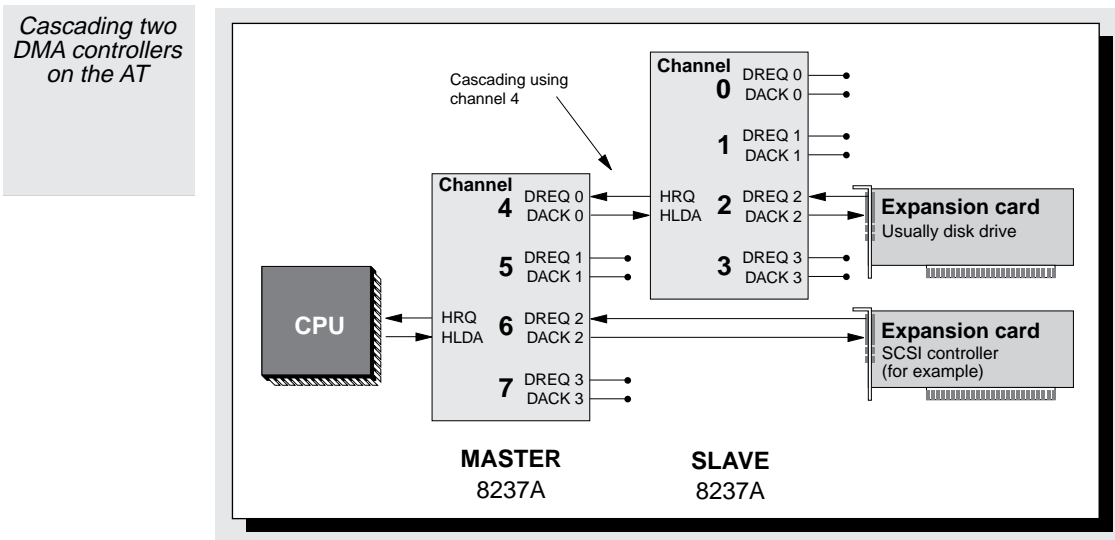 Cascading two
DMA controllers
on the AT
Cascading using
channel 4
Channel
0 DREQ 0
DACK 0
1 DREQ 1
DACK 1
HRQ 2 DREQ 2
HLDA DACK 2
3 DREQ 3
DACK 3
Channel
4 DREQ 0
DACK 0
5 DREQ 1
DACK 1
HRQ 6 DREQ 2
HLDA DACK 2
7 DREQ 3
DACK 3
CPU
Expansion card
Usually disk drive
Expansion card
SCSI controller
(for example)
MASTER
8237A
SLAVE
8237A